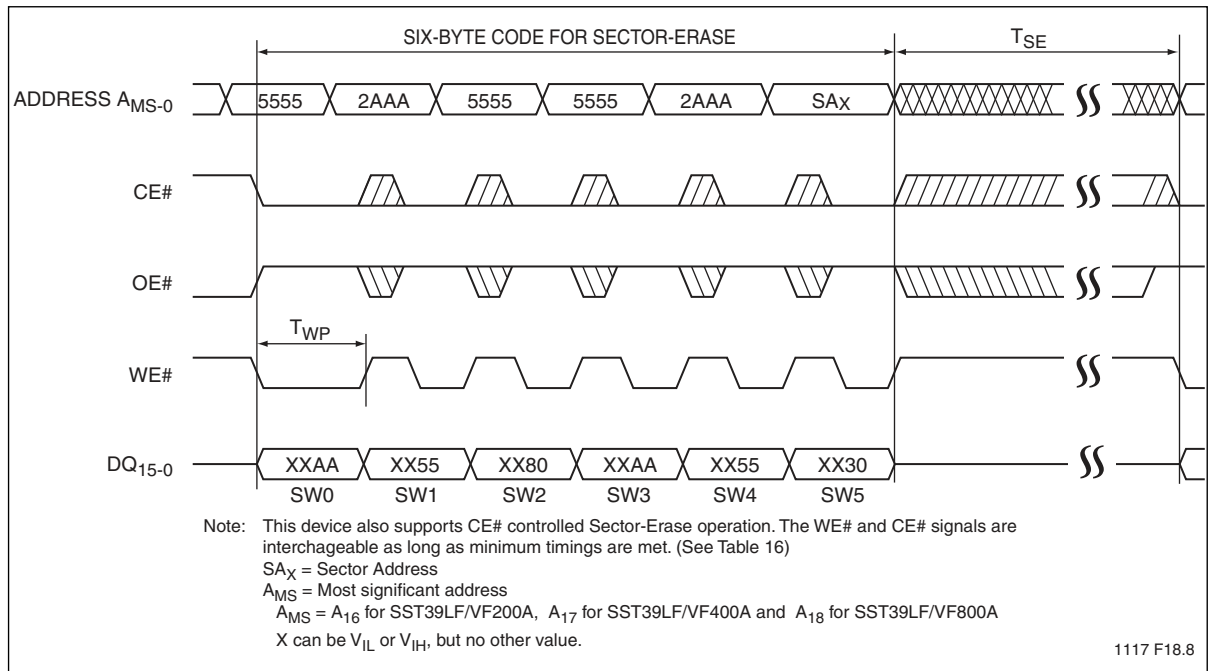 SIX-BYTE CODE FOR SECTOR-ERASE
TSE
ADDRESS AMS-0
5555 2AAA 5555 5555 2AAA SAX
CE#
OE#
TWP
WE#
DQ15-0
XXAA XX55 XX80 XXAA XX55 XX30
SW0 SW1 SW2 SW3 SW4 SW5
Note: This device also supports CE# controlled Sector-Erase operation. The WE# and CE# signals are
interchageable as long as minimum timings are met. (See Table 16)
SAX = Sector Address
AMS = Most significant address
AMS = A16 for SST39LF/VF200A, A17 for SST39LF/VF400A and A18 for SST39LF/VF800A
X can be VIL or VIH, but no other value.
1117 F18.8